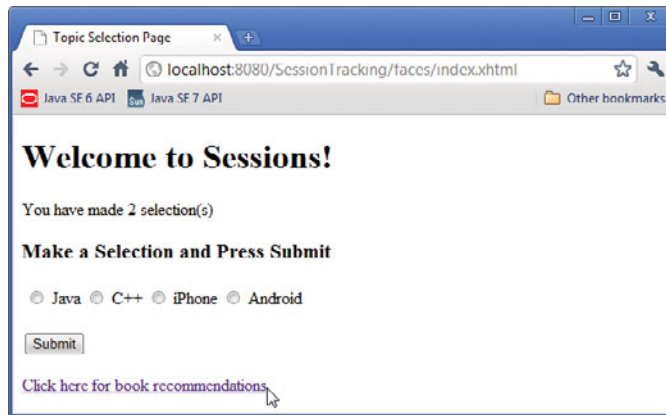 Topic Selection Page
localhost:8080/SessionTracking/faces/index.xhtml
Java SE 6 API Sun Java SE 7 API Other bookmarks
Welcome to Sessions!
You have made 2 selection(s)
Make a Selection and Press Submit
Java C++ iPhone Android
Submit
Click here for book recommendations